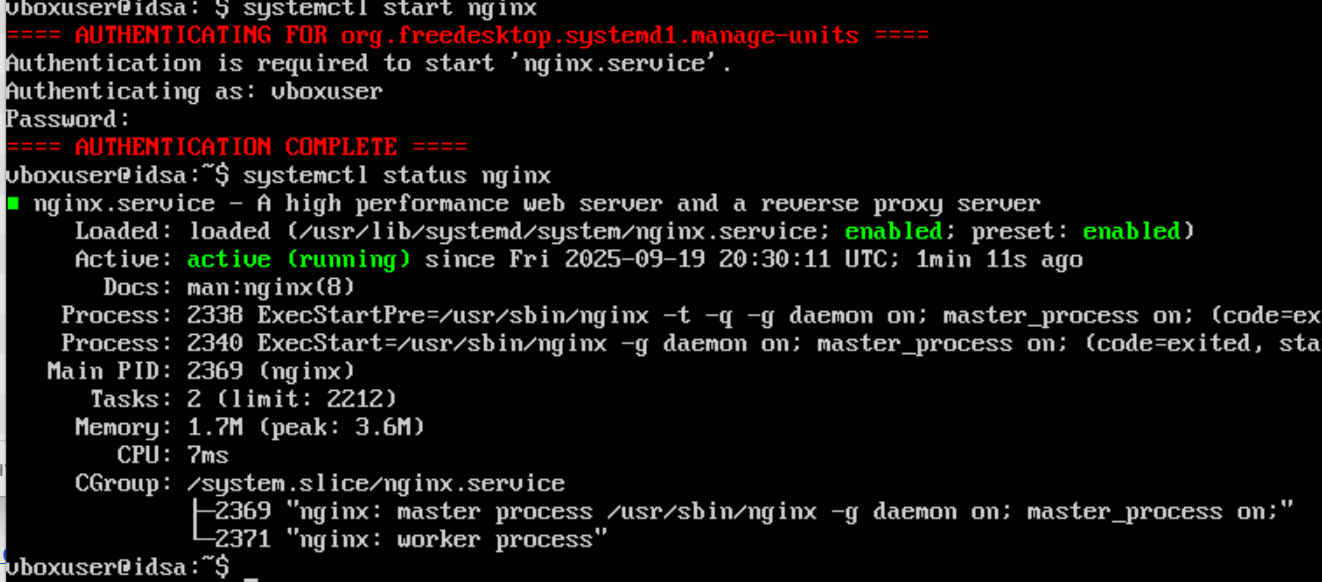 vboxuser@idsa: $ systemctl start nginx
==== AUTHENTICATING FOR org.freedesktop.systemd1.manage-units ====
Authentication is required to start 'nginx.service'.
Authenticating as: vboxuser
Password:
==== AUTHENTICATION COMPLETE ====
vboxuser@idsa:~$ systemctl status nginx
■ nginx.service - A high performance web server and a reverse proxy server
Loaded: loaded (/usr/lib/systemd/system/nginx.service; enabled; preset: enabled)
Active: active (running) since Fri 2025-09-19 20:30:11 UTC; 1min 11s ago
Docs: man:nginx(8)
Process: 2338 ExecStartPre=/usr/sbin/nginx -t -q -g daemon on; master_process on; (code=ex
Process: 2340 ExecStart=/usr/sbin/nginx -g daemon on; master_process on; (code=exited, sta
Main PID: 2369 (nginx)
Tasks: 2 (limit: 2212)
Memory: 1.7M (peak: 3.6M)
CPU: 7ms
CGroup: /system.slice/nginx.service
├─2369 "nginx: master process /usr/sbin/nginx -g daemon on; master_process on;"
└─2371 "nginx: worker process"
vboxuser@idsa:~$ _